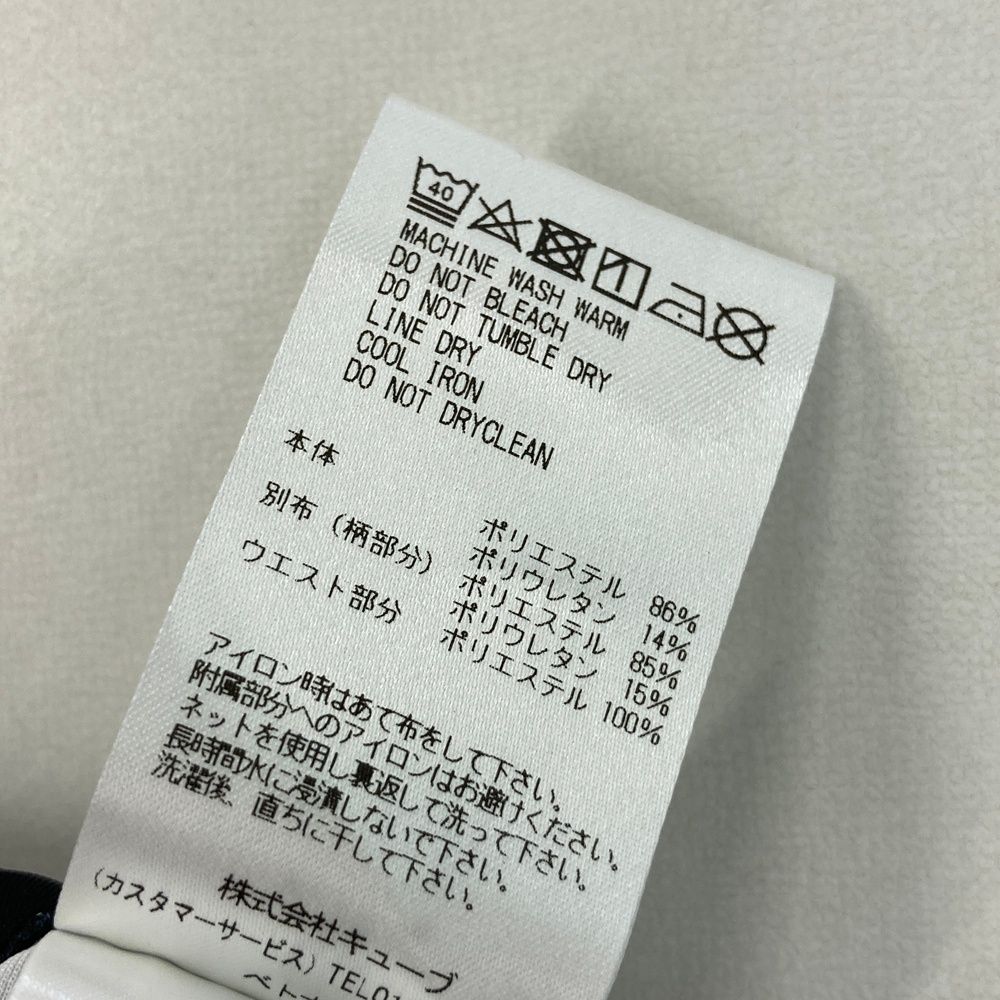 40
MACHINE WASH WARM
DO NOT BLEACH
DO NOT TUMBLE DRY
LINE DRY
COOL IRON
DO NOT DRYCLEAN
本体 ポリエステル 86%
ポリウレタン 14%
別布(柄部分) ポリエステル 85%
ポリウレタン 15%
ウエスト部分 ポリエステル 100%
アイロン時はあて布をして下さい。
附属部分へのアイロンはお避けください。
ネットを使用し裏返して洗って下さい。
長時間水に浸漬しないで下さい。
洗濯後、直ちに干して下さい。
株式会社キューブ
(カスタマーサービス) TEL01